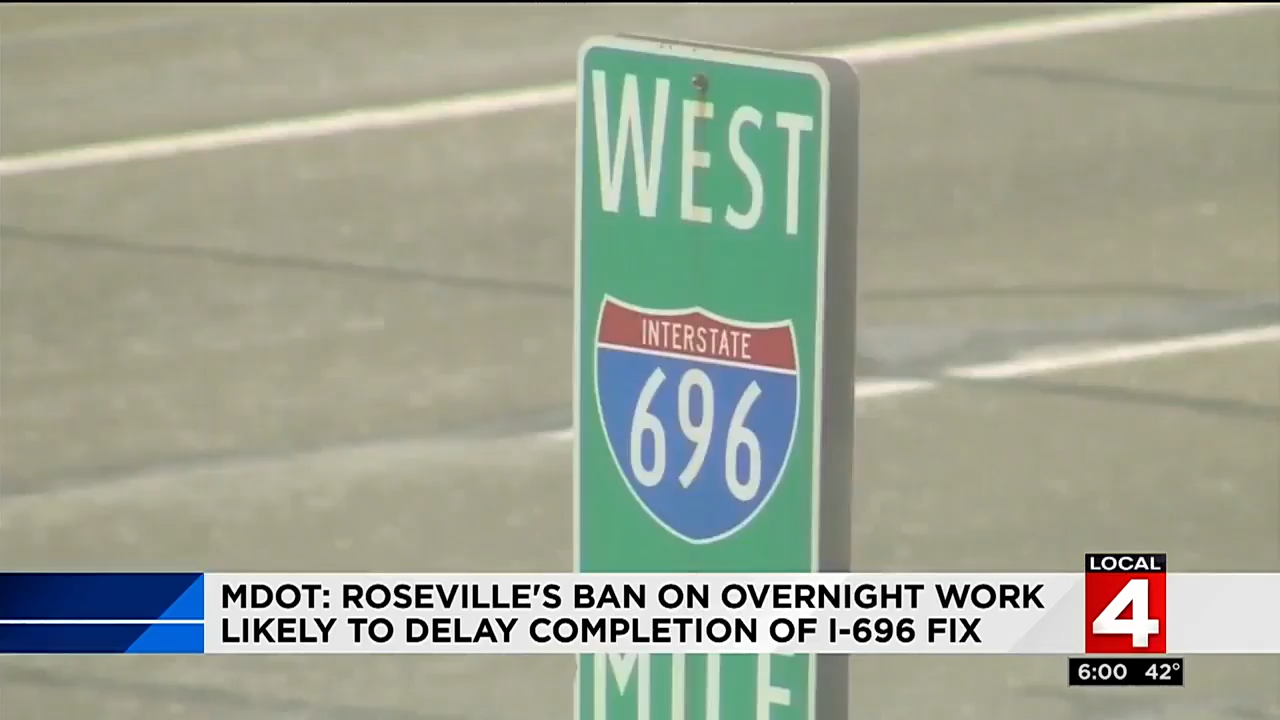 WEST
INTERSTATE
696
MILE
MDOT: ROSEVILLE'S BAN ON OVERNIGHT WORK
LIKELY TO DELAY COMPLETION OF I-696 FIX
LOCAL
4
6:00 42°